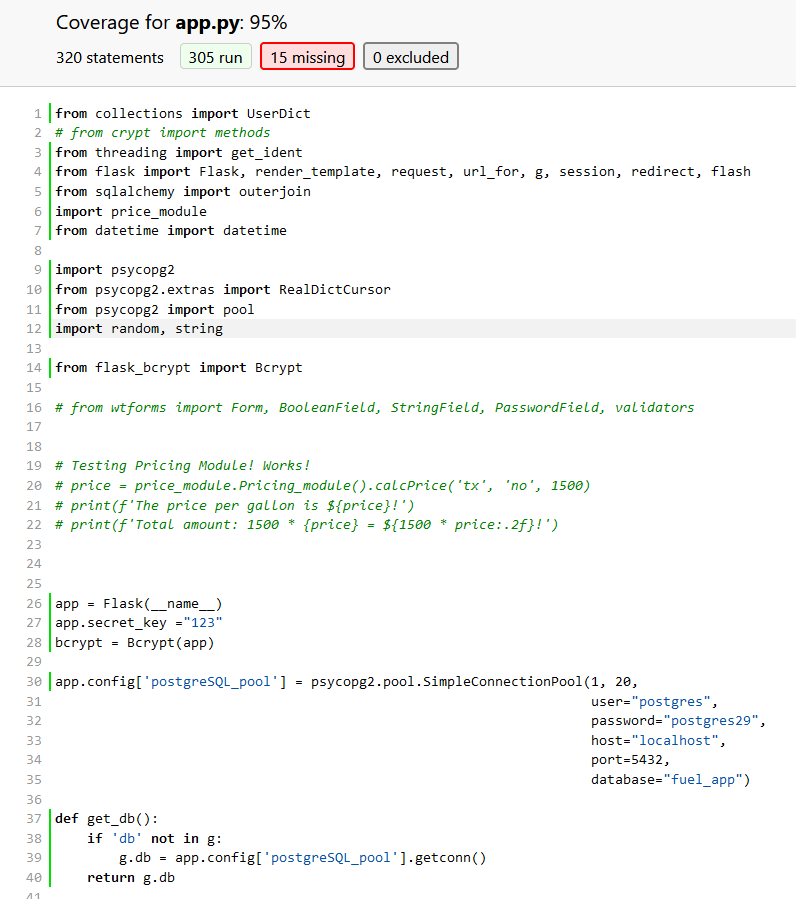 Coverage for app.py: 95%
320 statements 305 run 15 missing 0 excluded
1 from collections import UserDict
2 # from crypt import methods
3 from threading import get_ident
4 from flask import Flask, render_template, request, url_for, g, session, redirect, flash
5 from sqlalchemy import outerjoin
6 import price_module
7 from datetime import datetime
8
9 import psycopg2
10 from psycopg2.extras import RealDictCursor
11 from psycopg2 import pool
12 import random, string
13
14 from flask_bcrypt import Bcrypt
15
16 # from wtforms import Form, BooleanField, StringField, PasswordField, validators
17
18
19 # Testing Pricing Module! Works!
20 # price = price_module.Pricing_module().calcPrice('tx', 'no', 1500)
21 # print(f'The price per gallon is ${price}!')
22 # print(f'Total amount: 1500 * {price} = ${1500 * price:.2f}!')
23
24
25
26 app = Flask(__name__)
27 app.secret_key ="123"
28 bcrypt = Bcrypt(app)
29
30 app.config['postgreSQL_pool'] = psycopg2.pool.SimpleConnectionPool(1, 20,
31 user="postgres",
32 password="postgres29",
33 host="localhost",
34 port=5432,
35 database="fuel_app")
36
37 def get_db():
38 if 'db' not in g:
39 g.db = app.config['postgreSQL_pool'].getconn()
40 return g.db
41